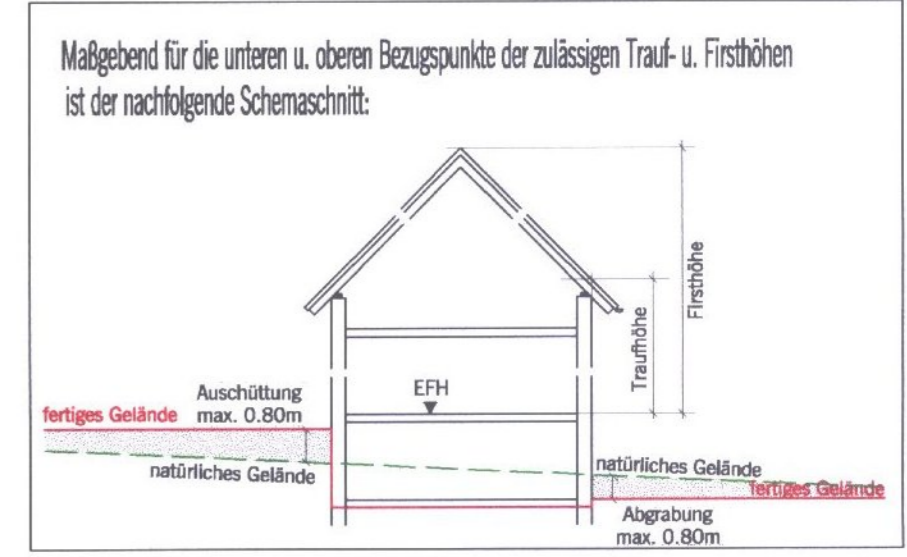 Maßgebend für die unteren u. oberen Bezugspunkte der zulässigen Trauf- u. Firsthöhen
ist der nachfolgende Schemaschnitt:
Firsthöhe
Traufhöhe
EFH
Auschüttung
max. 0.80m
fertiges Gelände
natürliches Gelände
natürliches Gelände
fertiges Gelände
Abgrabung
max. 0.80m